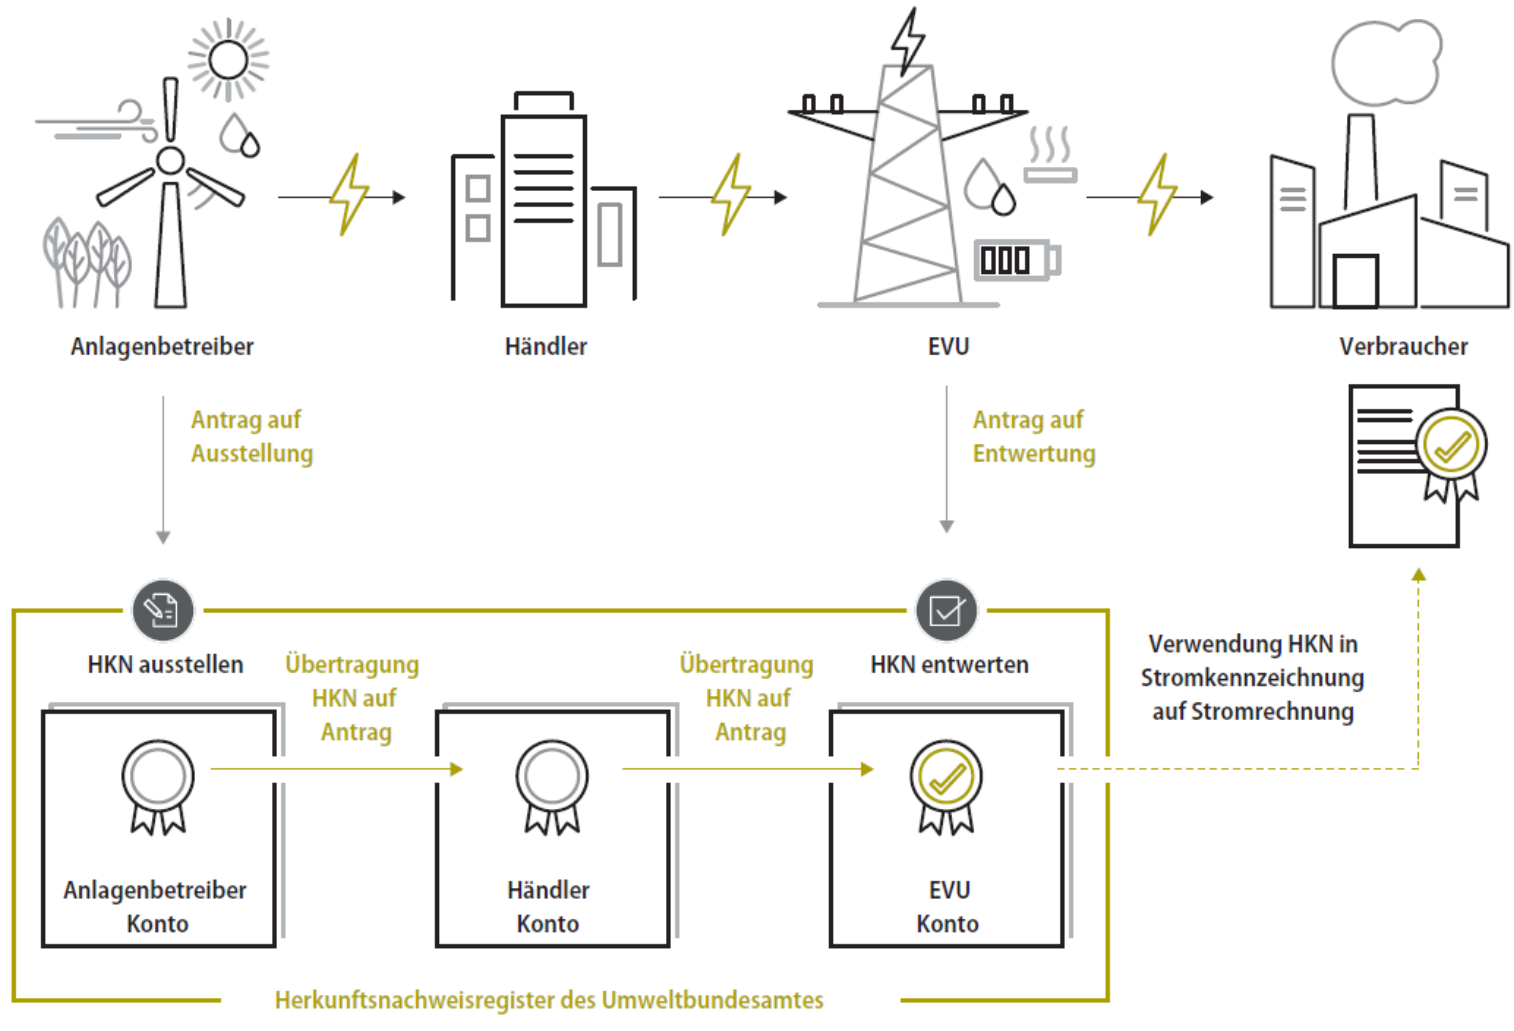 Anlagenbetreiber
Händler
EVU
Verbraucher
Antrag auf
Ausstellung
Antrag auf
Entwertung
HKN ausstellen
Übertragung
HKN auf
Antrag
Übertragung
HKN auf
Antrag
HKN entwerten
Verwendung HKN in
Stromkennzeichnung
auf Stromrechnung
Anlagenbetreiber
Konto
Händler
Konto
EVU
Konto
Herkunftsnachweisregister des Umweltbundesamtes